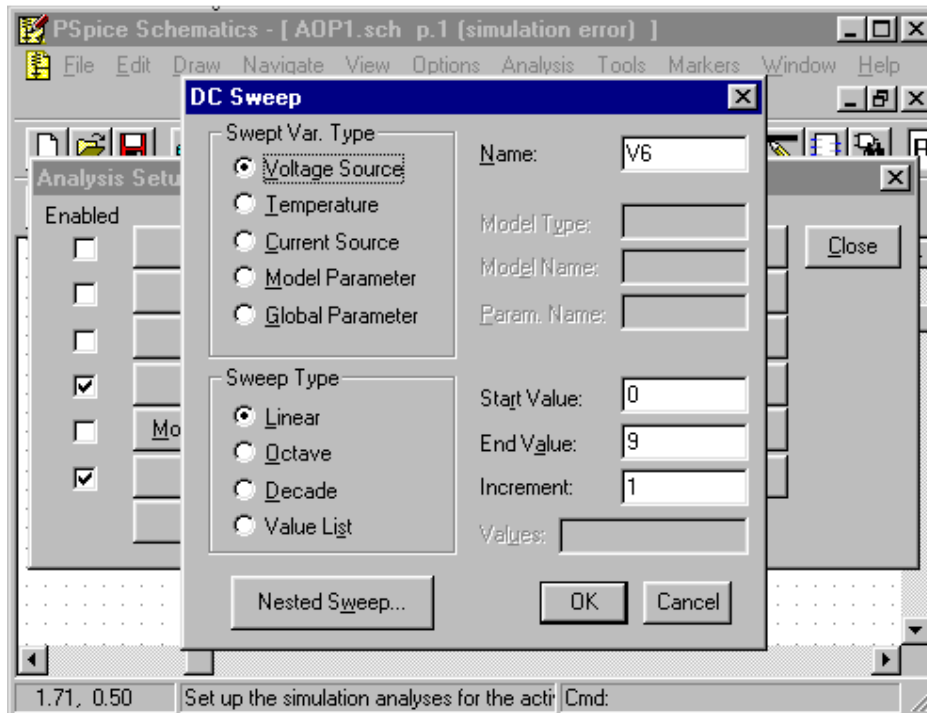 PSpice Schematics - [ AOP1.sch p.1 (simulation error) ]
File Edit Draw Navigate View Options Analysis Tools Markers Window Help
DC Sweep
Analysis Setu
Enabled
Close
Mo
Swept Var. Type
Voltage Source
Temperature
Current Source
Model Parameter
Global Parameter
Name: V6
Model Type:
Model Name:
Param. Name:
Sweep Type
Linear
Octave
Decade
Value List
Start Value: 0
End Value: 9
Increment: 1
Values:
Nested Sweep...
OK
Cancel
1.71, 0.50 Set up the simulation analyses for the acti Cmd: